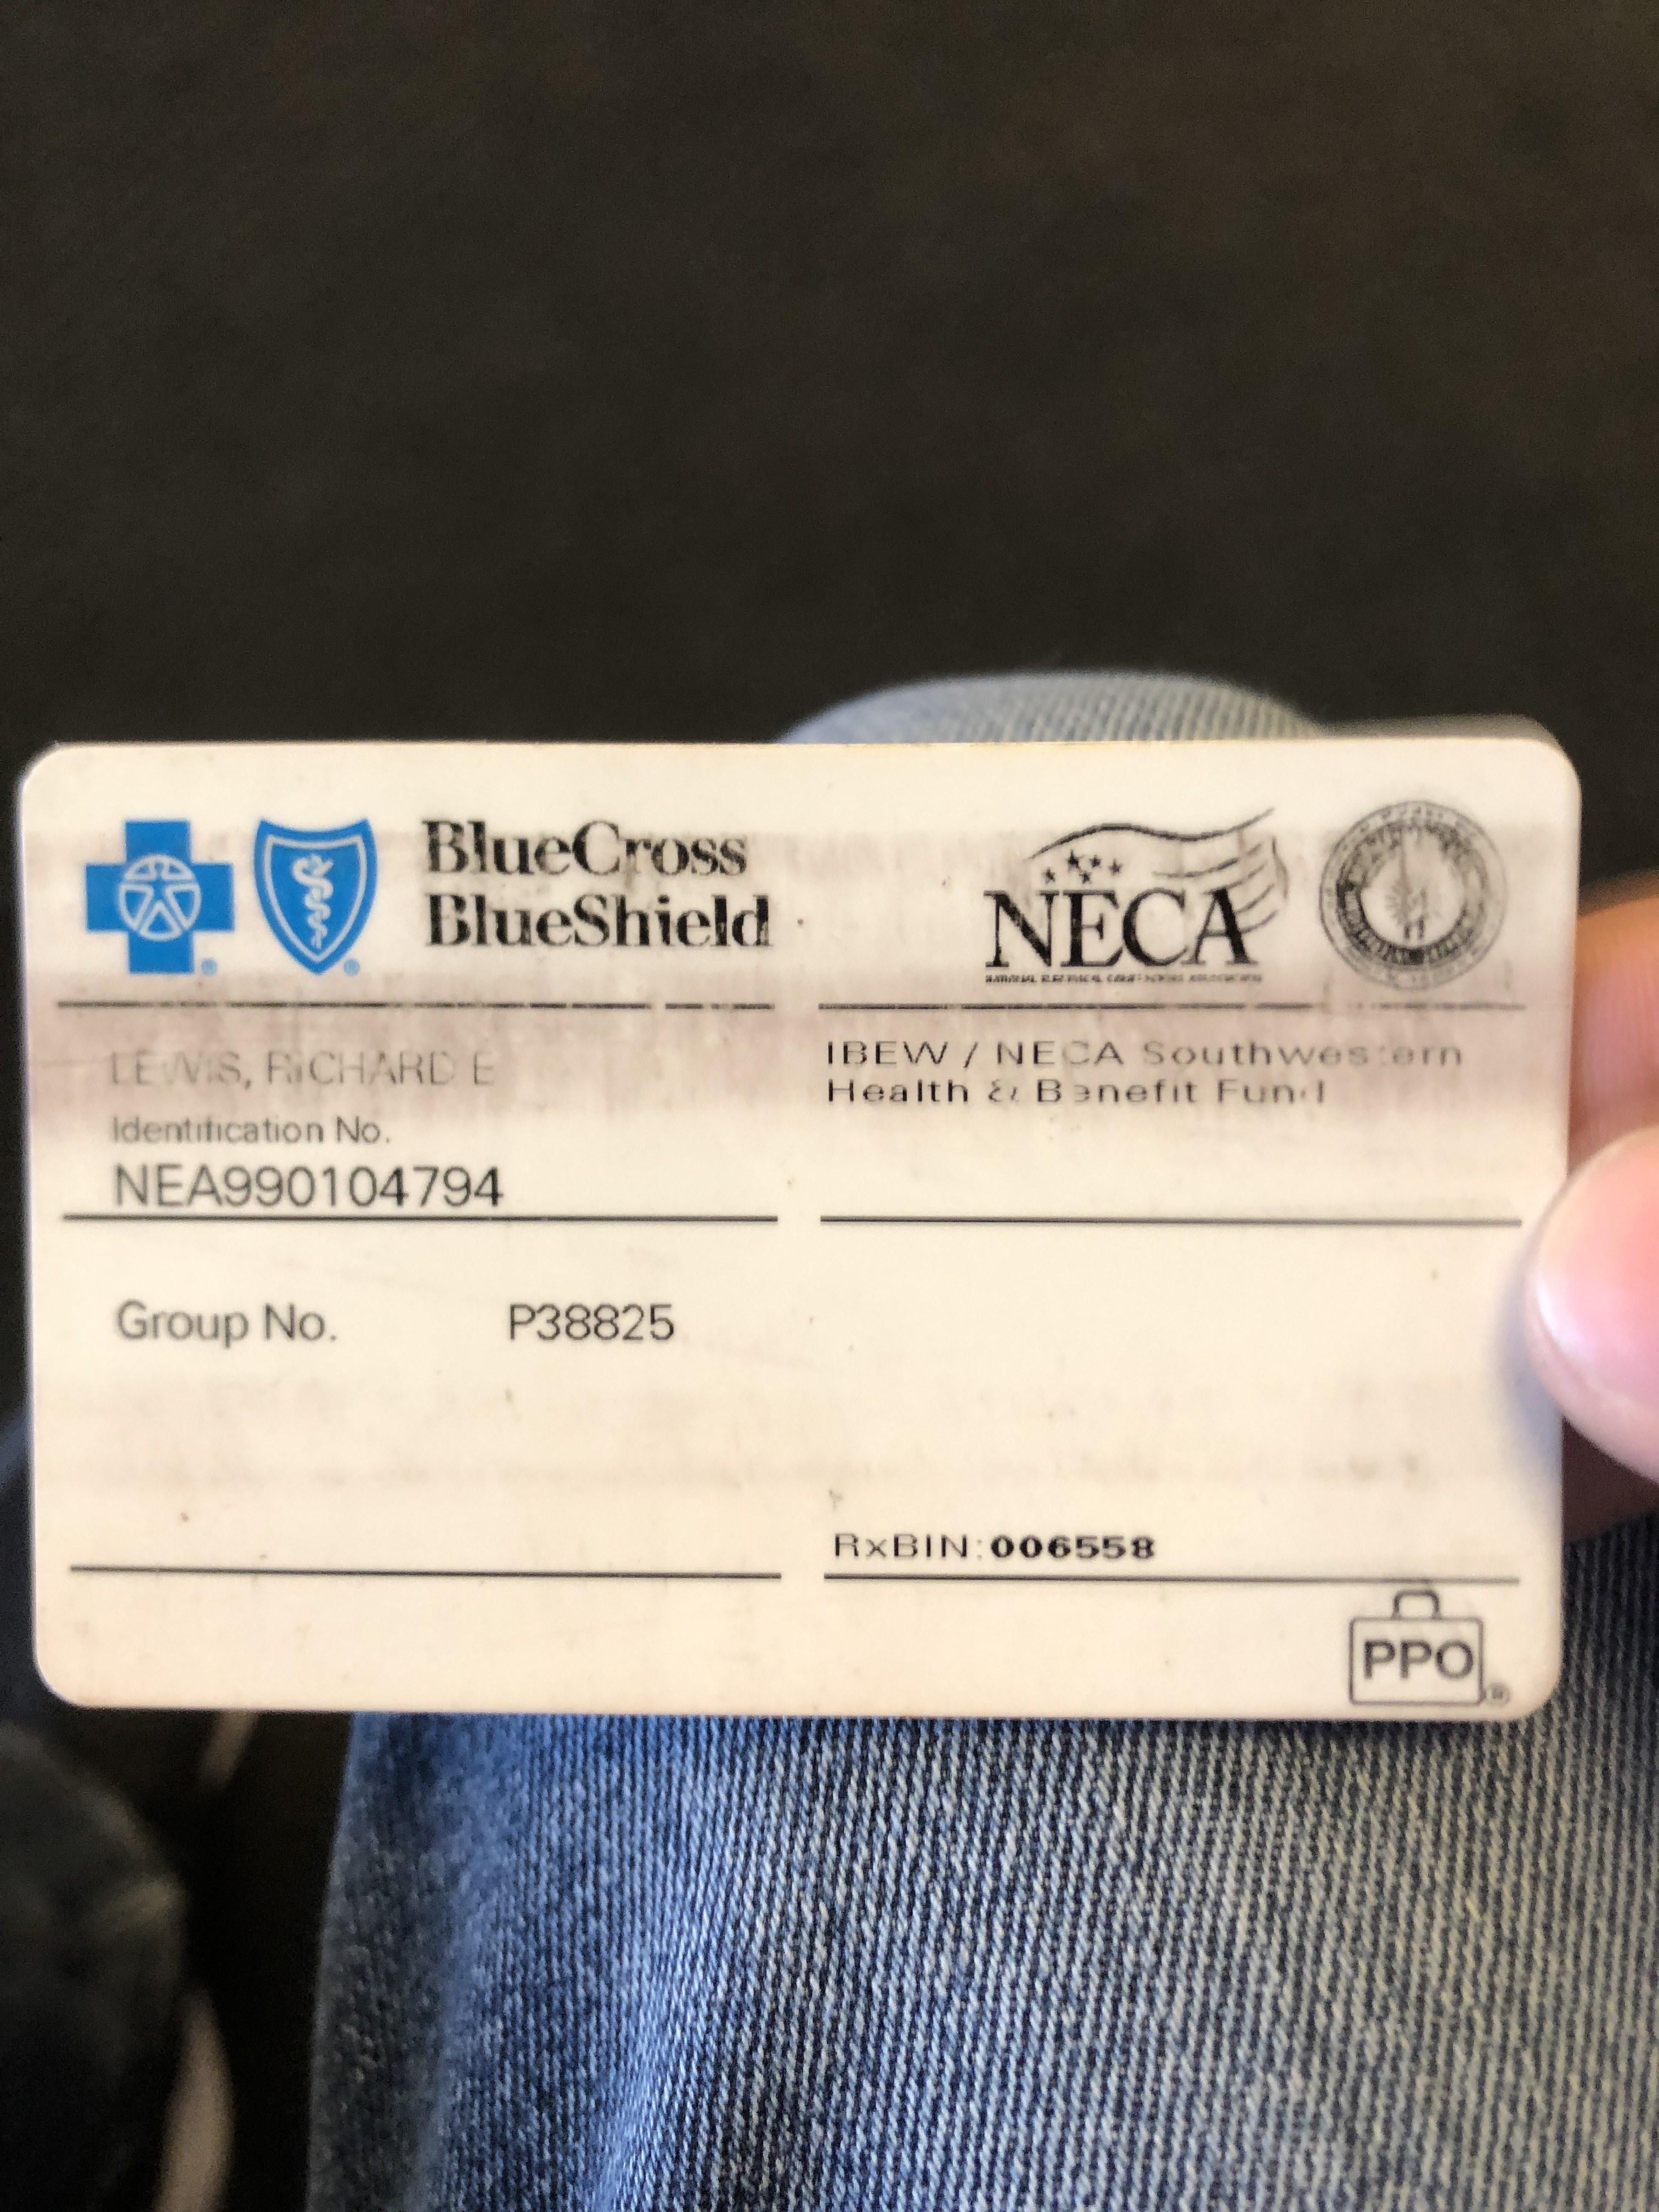 BlueCross
BlueShield
NECA
NATIONAL ELECTRICAL CONTRACTORS ASSOCIATION
LEWIS, RICHARD E
Identification No.
NEA990104794
IBEW / NECA Southwestern
Health & Benefit Fund
Group No. P38825
RxBIN:006558
PPO